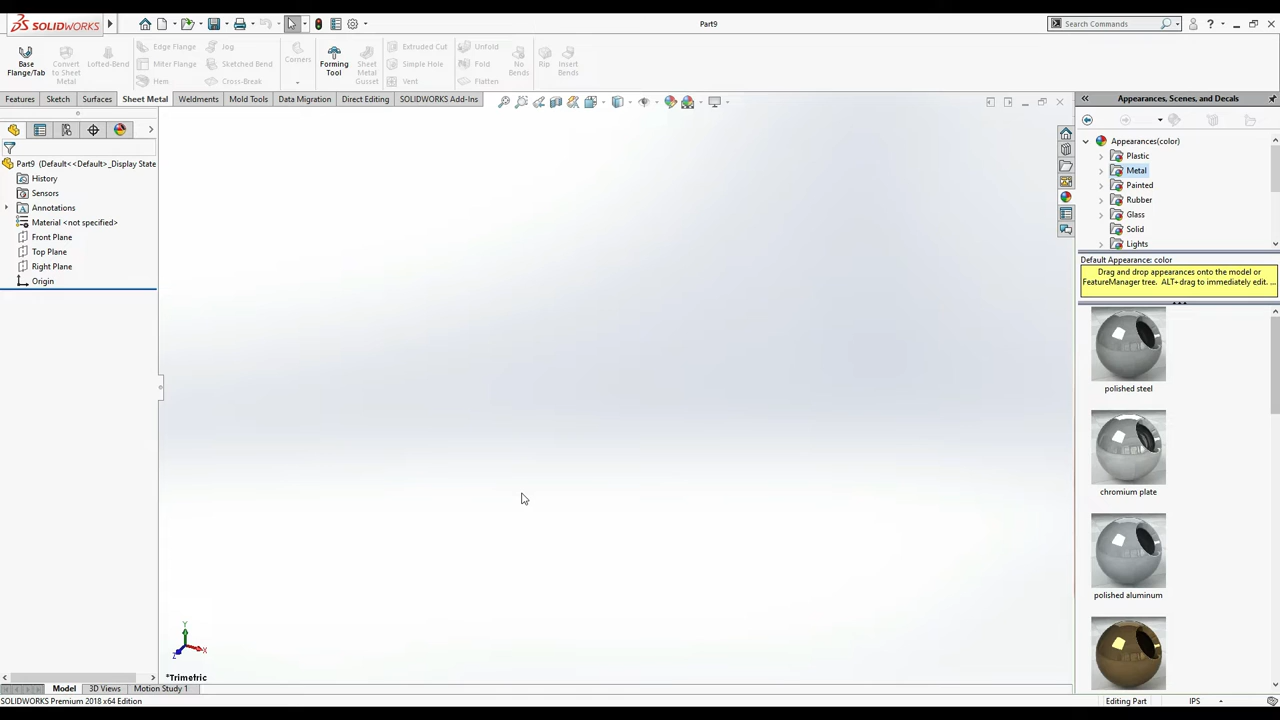 SOLIDWORKS
Part9
Search Commands
Base Flange/Tab
Convert to Sheet Metal
Lofted-Bend
Edge Flange
Miter Flange
Hem
Jog
Sketched Bend
Cross-Break
Corners
Forming Tool
Sheet Metal Gusset
Extruded Cut
Simple Hole
Vent
Unfold
Fold
Flatten
No Bends
Rip
Insert Bends
Features
Sketch
Surfaces
Sheet Metal
Weldments
Mold Tools
Data Migration
Direct Editing
SOLIDWORKS Add-Ins
Part9 (Default<<Default>_Display State
History
Sensors
Annotations
Material <not specified>
Front Plane
Top Plane
Right Plane
Origin
Appearances, Scenes, and Decals
Appearances(color)
Plastic
Metal
Painted
Rubber
Glass
Solid
Lights
Default Appearance: color
Drag and drop appearances onto the model or
FeatureManager tree. ALT+drag to immediately edit. ...
polished steel
chromium plate
polished aluminum
Y
X
Z
*Trimetric
Model
3D Views
Motion Study 1
SOLIDWORKS Premium 2018 x64 Edition
Editing Part
IPS